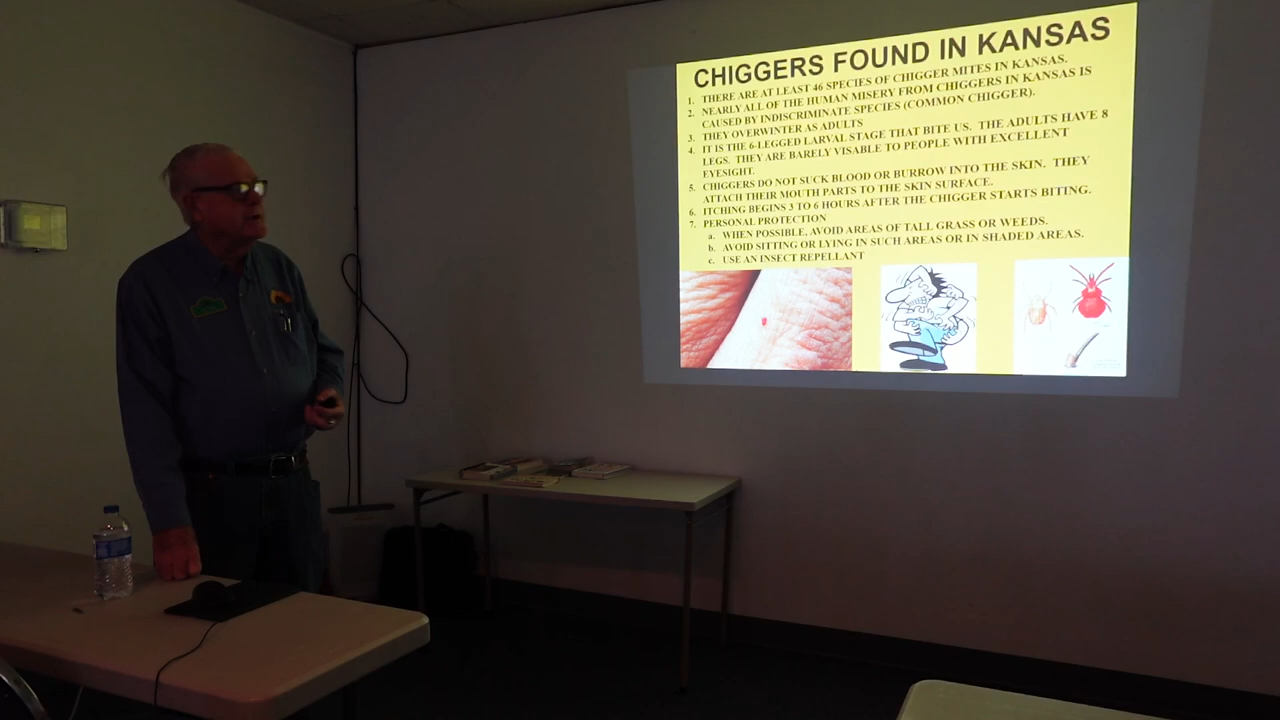 CHIGGERS FOUND IN KANSAS
1. THERE ARE AT LEAST 46 SPECIES OF CHIGGER MITES IN KANSAS.
2. NEARLY ALL OF THE HUMAN MISERY FROM CHIGGERS IN KANSAS IS
CAUSED BY INDISCRIMINATE SPECIES (COMMON CHIGGER).
3. THEY OVERWINTER AS ADULTS
4. IT IS THE 6-LEGGED LARVAL STAGE THAT BITE US. THE ADULTS HAVE 8
LEGS. THEY ARE BARELY VISABLE TO PEOPLE WITH EXCELLENT
EYESIGHT.
5. CHIGGERS DO NOT SUCK BLOOD OR BURROW INTO THE SKIN. THEY
ATTACH THEIR MOUTH PARTS TO THE SKIN SURFACE.
6. ITCHING BEGINS 3 TO 6 HOURS AFTER THE CHIGGER STARTS BITING.
7. PERSONAL PROTECTION
a. WHEN POSSIBLE, AVOID AREAS OF TALL GRASS OR WEEDS.
b. AVOID SITTING OR LYING IN SUCH AREAS OR IN SHADED AREAS.
c. USE AN INSECT REPELLANT